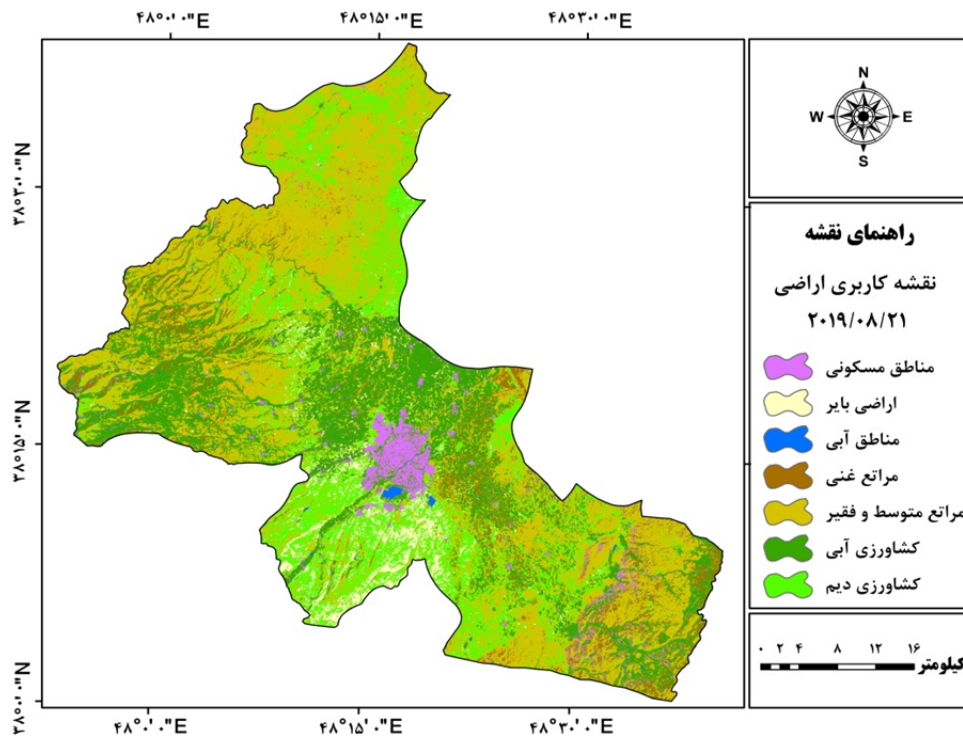 ۴۸°۰'۰"E ۴۸°۱۵'۰"E ۴۸°۳۰'۰"E
N
W E
S
۳۸°۳۰'۰"N
۳۸°۱۵'۰"N
۳۸°۰'۰"N
راهنمای نقشه
نقشه کاربری اراضی
۲۰۱۹/۰۸/۲۱
مناطق مسکونی
اراضی بایر
مناطق آبی
مراتع غنی
مراتع متوسط و فقیر
کشاورزی آبی
کشاورزی دیم
۰ ۲ ۴ ۸ ۱۲ ۱۶
کیلومتر
۴۸°۰'۰"E ۴۸°۱۵'۰"E ۴۸°۳۰'۰"E